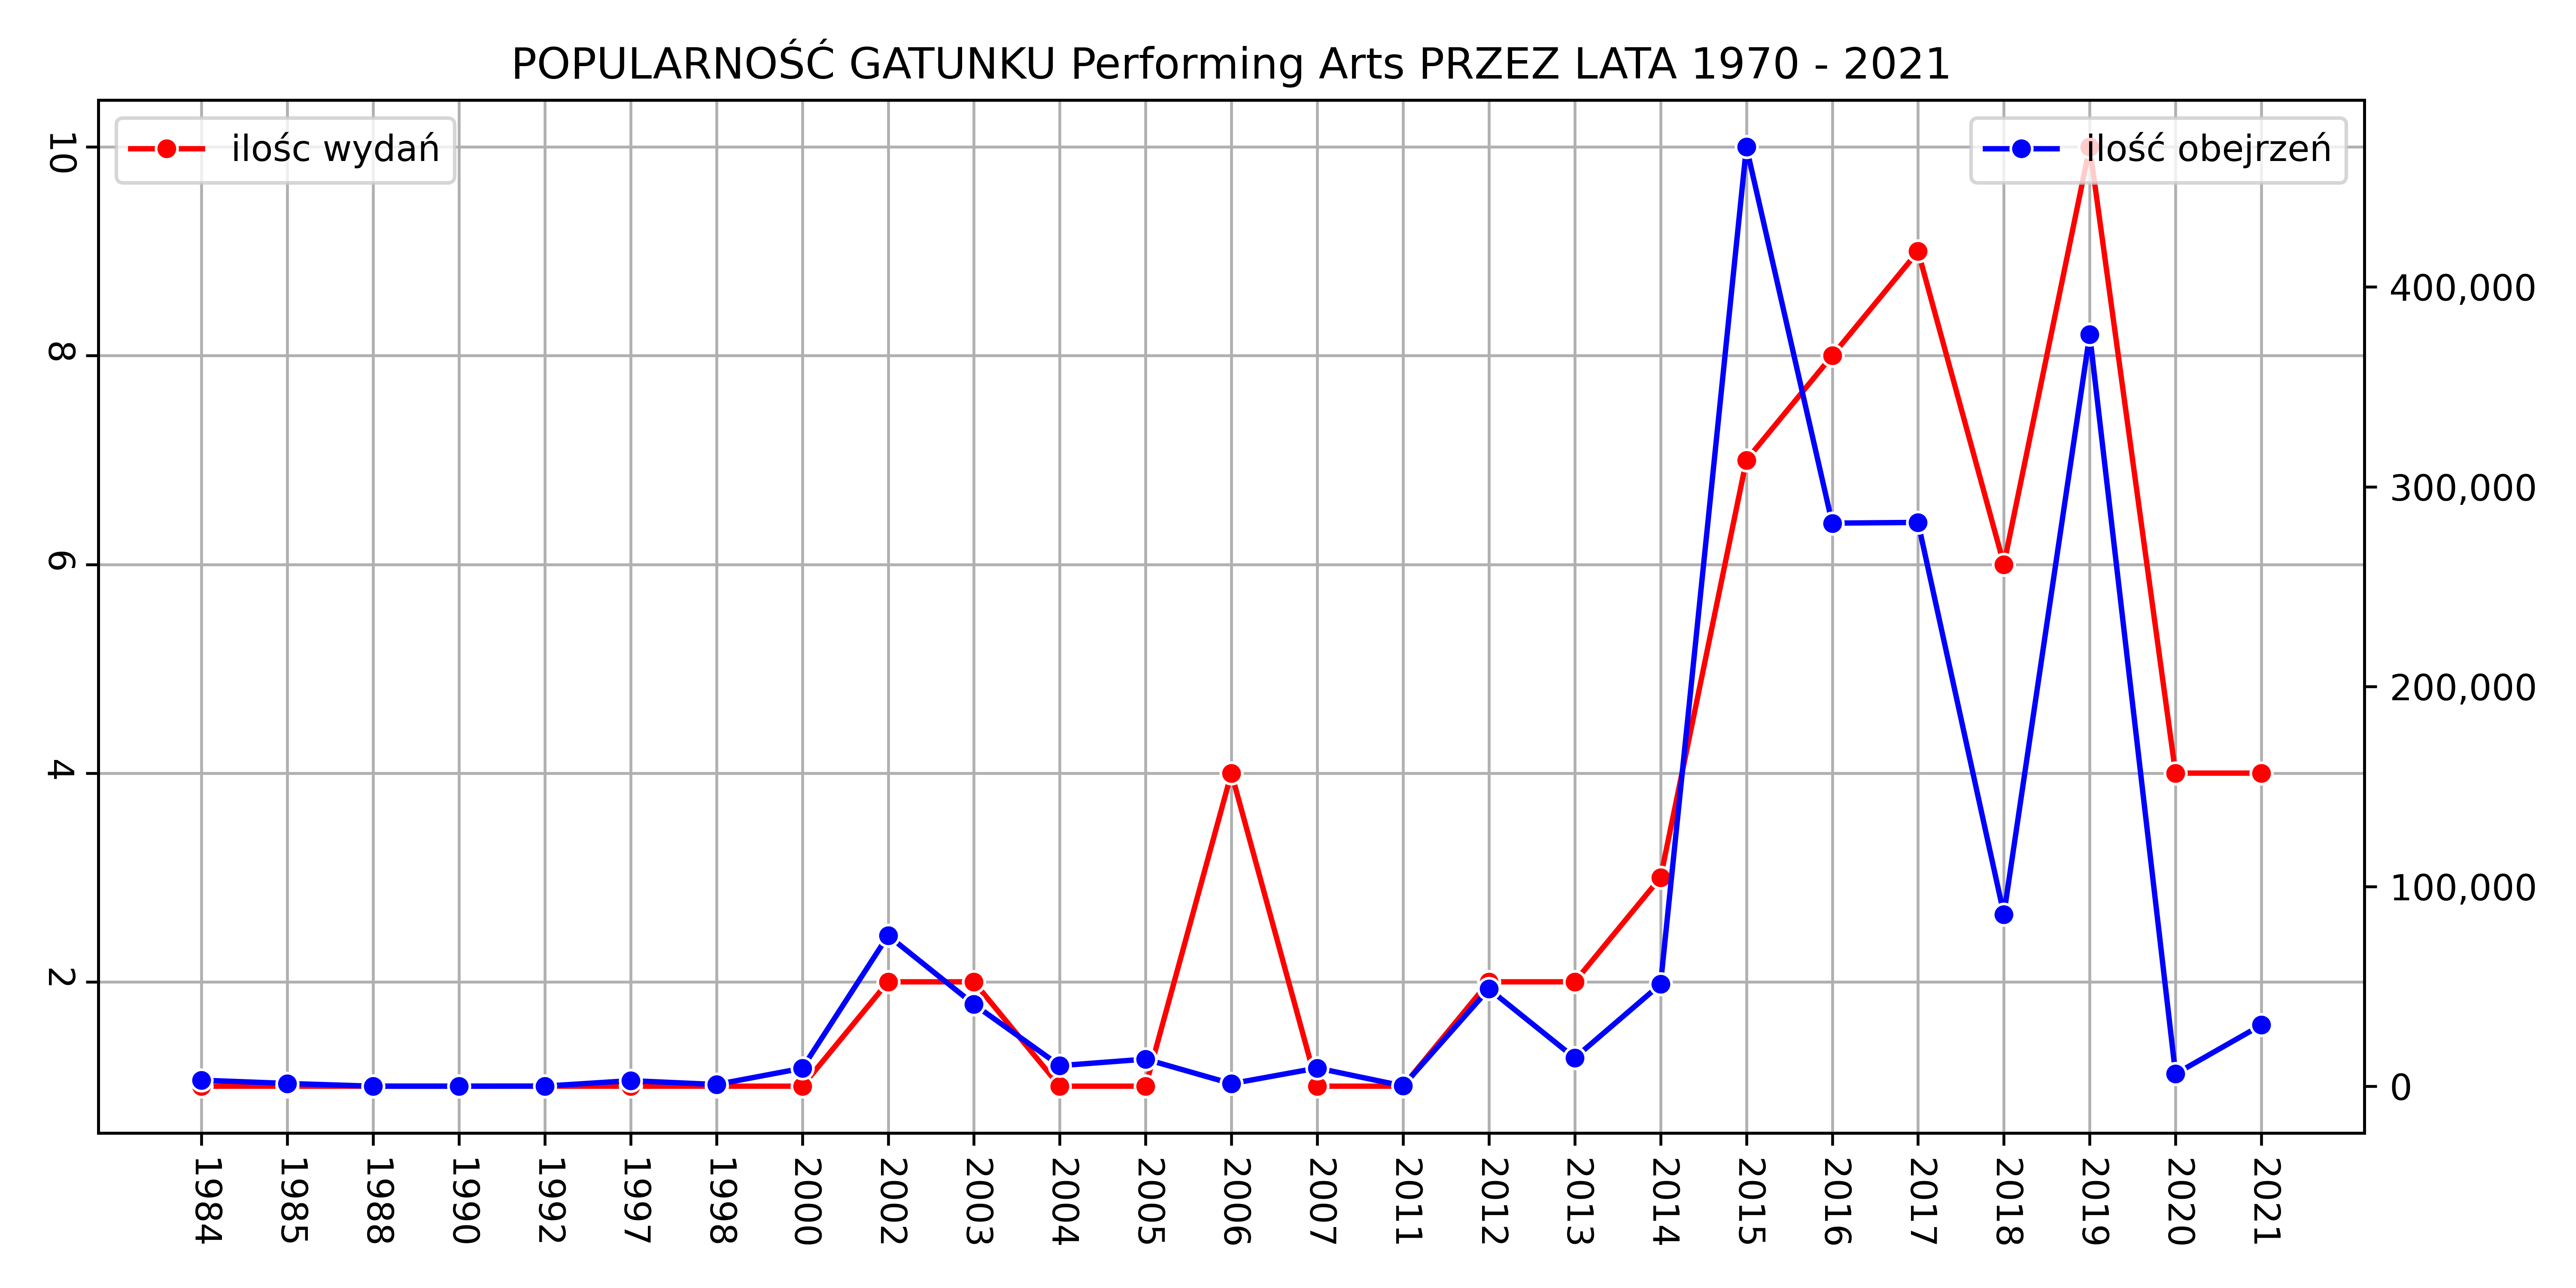 POPULARNOŚĆ GATUNKU Performing Arts PRZEZ LATA 1970 - 2021
ilośc wydań
ilość obejrzeń
10
8
6
4
2
400,000
300,000
200,000
100,000
0
1984 1985 1988 1990 1992 1997 1998 2000 2002 2003 2004 2005 2006 2007 2011 2012 2013 2014 2015 2016 2017 2018 2019 2020 2021